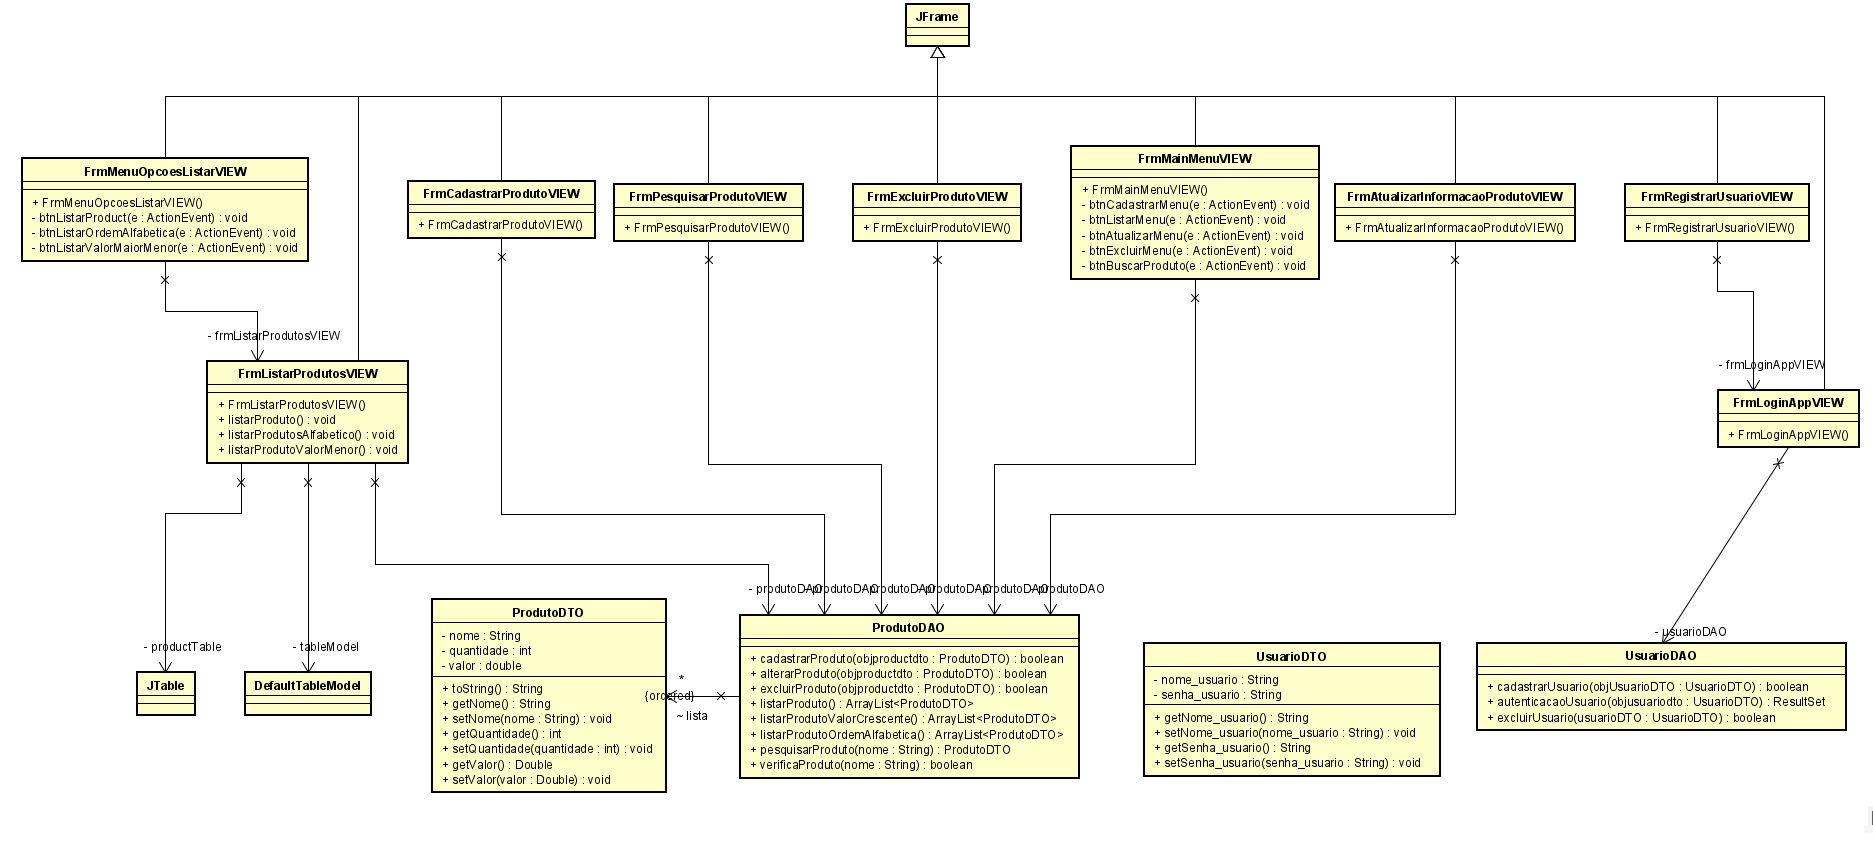 JFrame
FrmMenuOpcoesListarVIEW
+ FrmMenuOpcoesListarVIEW()
- btnListarProduct(e : ActionEvent) : void
- btnListarOrdemAlfabetica(e : ActionEvent) : void
- btnListarValorMaiorMenor(e : ActionEvent) : void
FrmCadastrarProdutoVIEW
+ FrmCadastrarProdutoVIEW()
FrmPesquisarProdutoVIEW
+ FrmPesquisarProdutoVIEW()
FrmExcluirProdutoVIEW
+ FrmExcluirProdutoVIEW()
FrmMainMenuVIEW
+ FrmMainMenuVIEW()
- btnCadastrarMenu(e : ActionEvent) : void
- btnListarMenu(e : ActionEvent) : void
- btnAtualizarMenu(e : ActionEvent) : void
- btnExcluirMenu(e : ActionEvent) : void
- btnBuscarProduto(e : ActionEvent) : void
FrmAtualizarInformacaoProdutoVIEW
+ FrmAtualizarInformacaoProdutoVIEW()
FrmRegistrarUsuarioVIEW
+ FrmRegistrarUsuarioVIEW()
- frmListarProdutosVIEW
FrmListarProdutosVIEW
+ FrmListarProdutosVIEW()
+ listarProduto() : void
+ listarProdutosAlfabetico() : void
+ listarProdutoValorMenor() : void
- frmLoginAppVIEW
FrmLoginAppVIEW
+ FrmLoginAppVIEW()
- productTable
JTable
- tableModel
DefaultTableModel
- produtoDAO
- produtoDAO
- produtoDAO
- produtoDAO
- produtoDAO
- produtoDAO
ProdutoDTO
- nome : String
- quantidade : int
- valor : double
+ toString() : String
+ getNome() : String
+ setNome(nome : String) : void
+ getQuantidade() : int
+ setQuantidade(quantidade : int) : void
+ getValor() : Double
+ setValor(valor : Double) : void
*
{ordered}
~ lista
ProdutoDAO
+ cadastrarProduto(objproductdto : ProdutoDTO) : boolean
+ alterarProduto(objproductdto : ProdutoDTO) : boolean
+ excluirProduto(objproductdto : ProdutoDTO) : boolean
+ listarProduto() : ArrayList<ProdutoDTO>
+ listarProdutoValorCrescente() : ArrayList<ProdutoDTO>
+ listarProdutoOrdemAlfabetica() : ArrayList<ProdutoDTO>
+ pesquisarProduto(nome : String) : ProdutoDTO
+ verificaProduto(nome : String) : boolean
UsuarioDTO
- nome_usuario : String
- senha_usuario : String
+ getNome_usuario() : String
+ setNome_usuario(nome_usuario : String) : void
+ getSenha_usuario() : String
+ setSenha_usuario(senha_usuario : String) : void
- usuarioDAO
UsuarioDAO
+ cadastrarUsuario(objUsuarioDTO : UsuarioDTO) : boolean
+ autenticacaoUsuario(objusuariodto : UsuarioDTO) : ResultSet
+ excluirUsuario(usuarioDTO : UsuarioDTO) : boolean